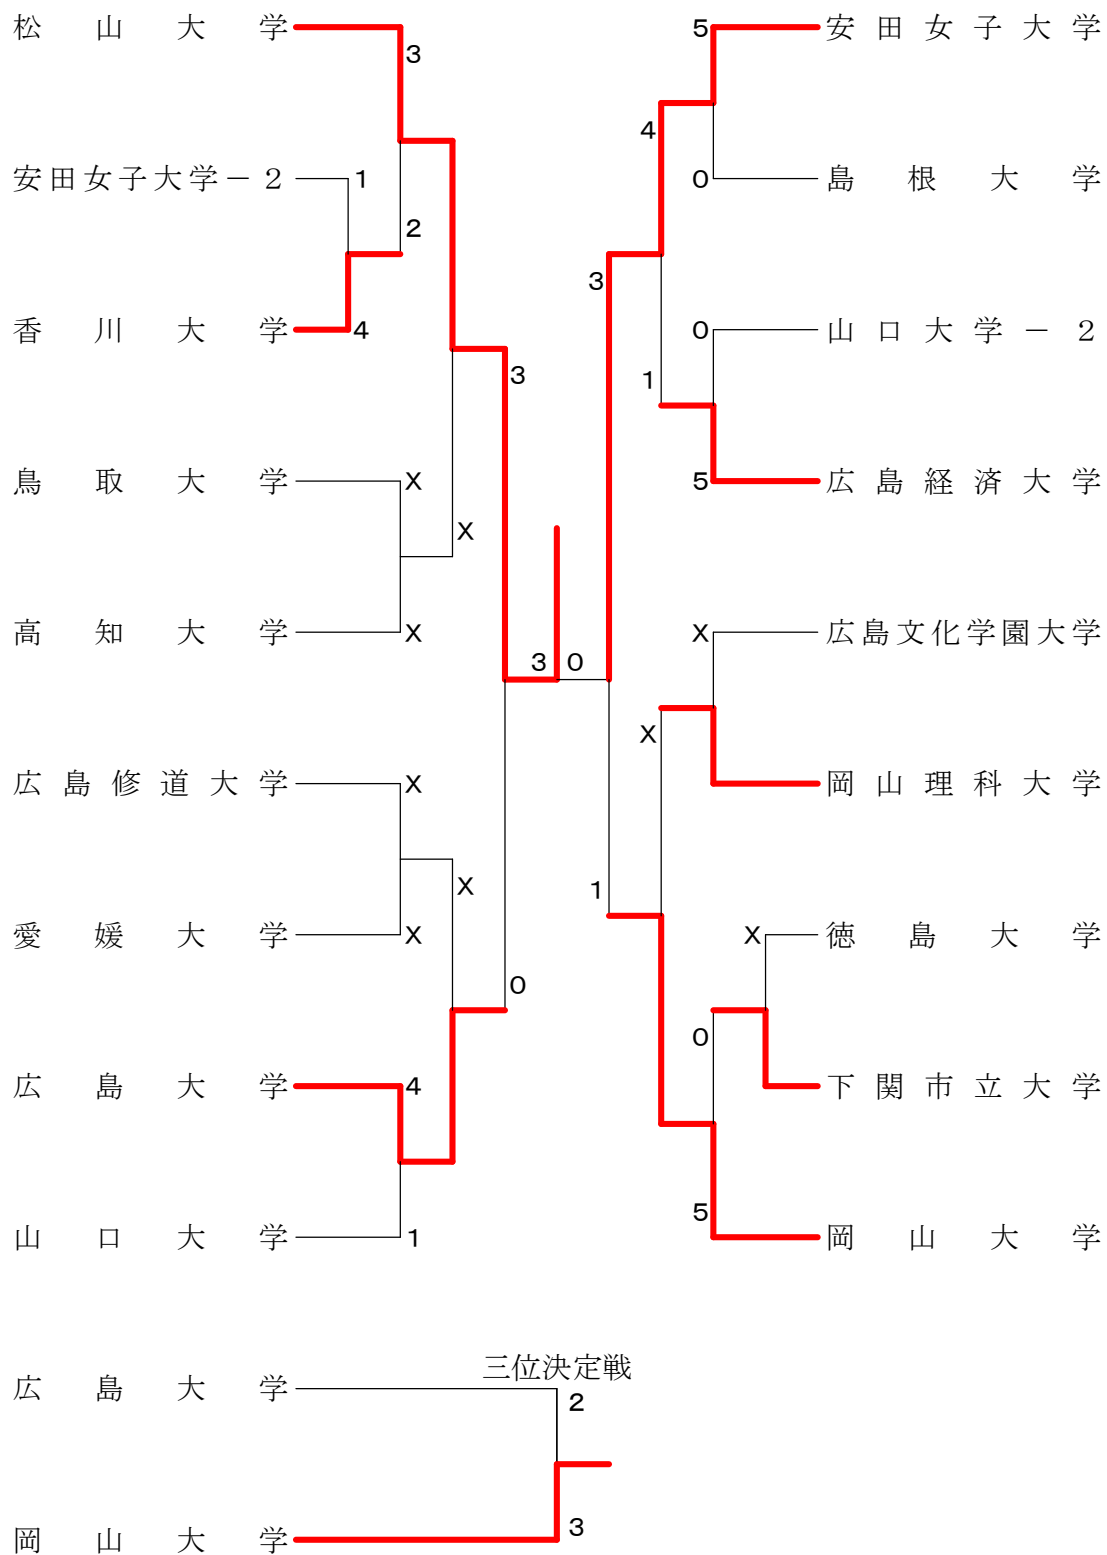 松山大学
3
安田女子大学－2
1
2
香川大学
4
3
鳥取大学
X
X
高知大学
X
3
広島修道大学
X
X
愛媛大学
X
0
広島大学
4
山口大学
1
5
安田女子大学
4
0
島根大学
3
0
山口大学－2
1
5
広島経済大学
X
広島文化学園大学
0
X
岡山理科大学
1
X
徳島大学
0
下関市立大学
5
岡山大学
三位決定戦
広島大学
2
岡山大学
3